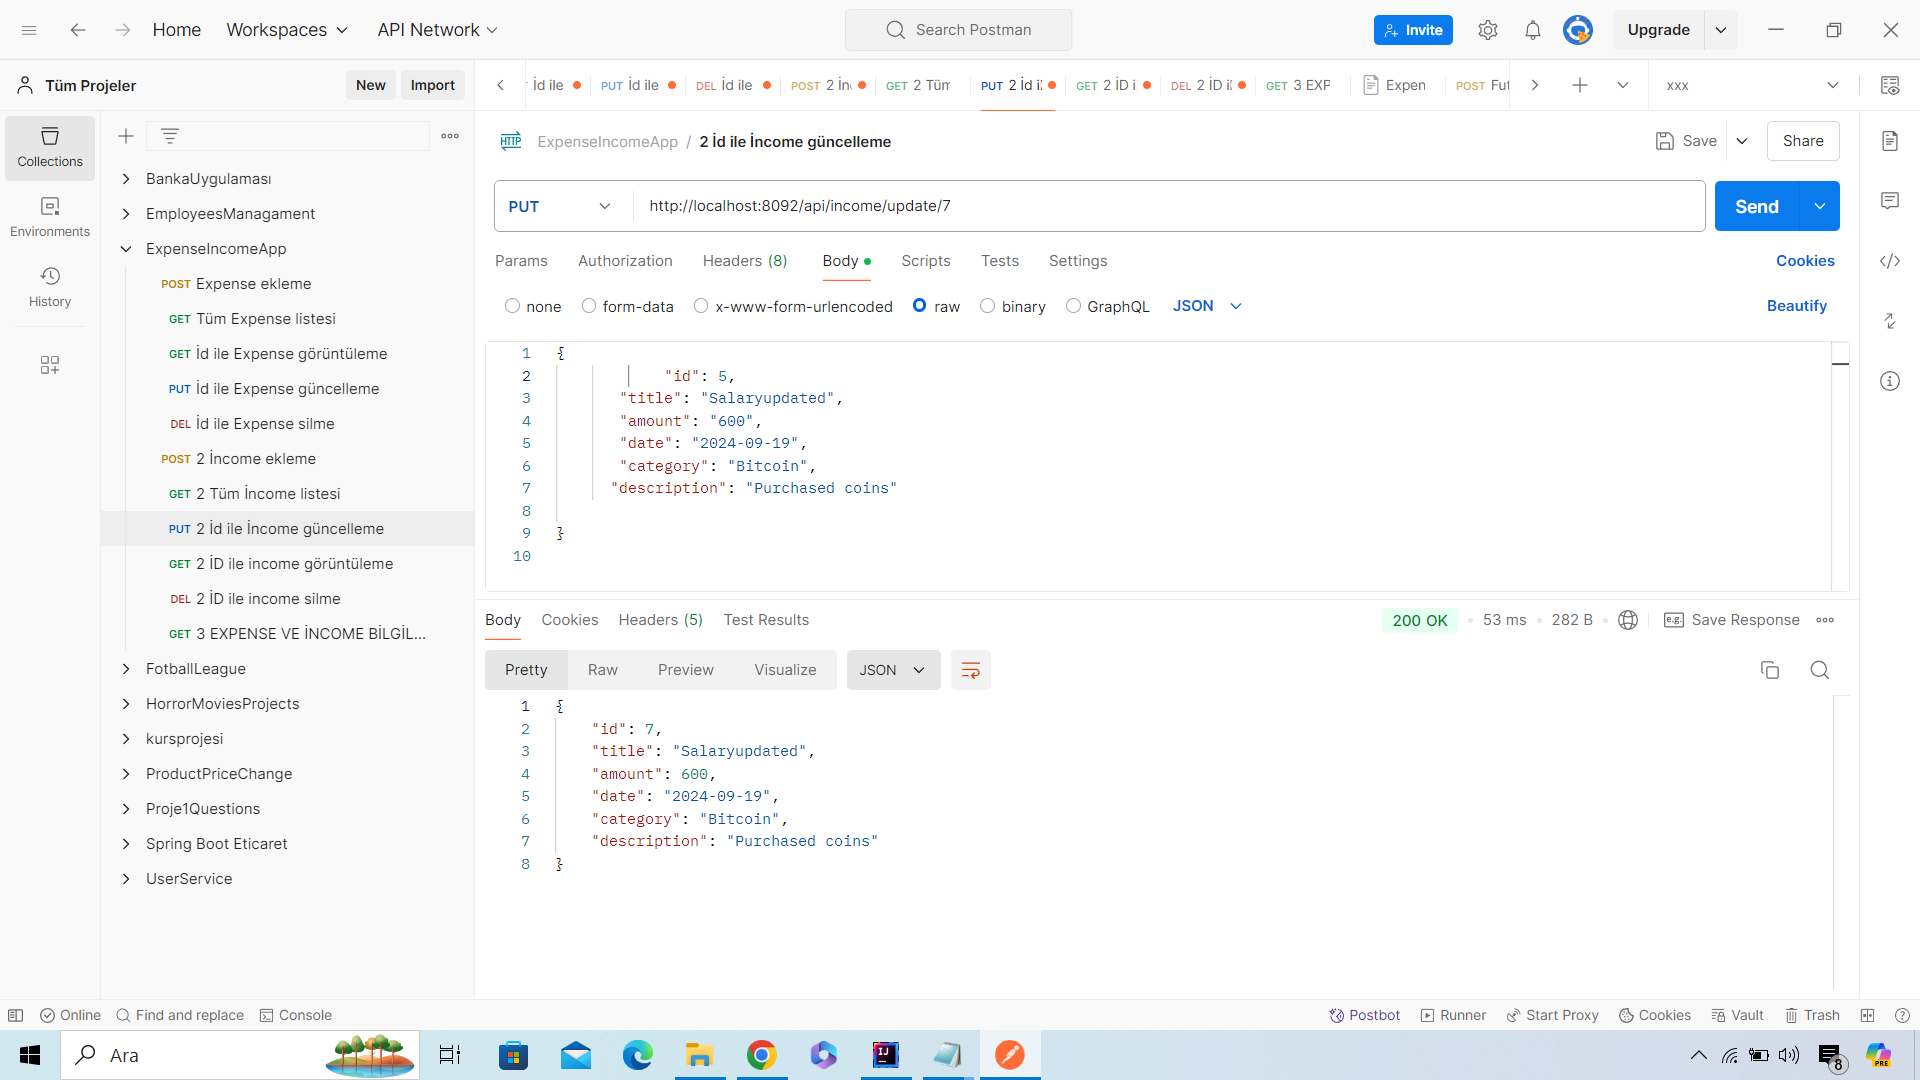 Home
Workspaces
API Network
Search Postman
Invite
Upgrade
Tüm Projeler
New
Import
İd ile
PUT İd ile
DEL İd ile
POST 2 İn
GET 2 Tüm
PUT 2 İd i
GET 2 İD i
DEL 2 İD i
GET 3 EXP
Expen
POST Fut
xxx
Collections
Environments
History
BankaUygulaması
EmployeesManagament
ExpenseIncomeApp
POST Expense ekleme
GET Tüm Expense listesi
GET İd ile Expense görüntüleme
PUT İd ile Expense güncelleme
DEL İd ile Expense silme
POST 2 İncome ekleme
GET 2 Tüm İncome listesi
PUT 2 İd ile İncome güncelleme
GET 2 İD ile income görüntüleme
DEL 2 İD ile income silme
GET 3 EXPENSE VE İNCOME BİLGİL...
FotballLeague
HorrorMoviesProjects
kursprojesi
ProductPriceChange
Proje1Questions
Spring Boot Eticaret
UserService
HTTP ExpenseIncomeApp / 2 İd ile İncome güncelleme
Save
Share
PUT
http://localhost:8092/api/income/update/7
Send
Params
Authorization
Headers (8)
Body
Scripts
Tests
Settings
Cookies
none
form-data
x-www-form-urlencoded
raw
binary
GraphQL
JSON
Beautify
1 {
2 "id": 5,
3 "title": "Salaryupdated",
4 "amount": "600",
5 "date": "2024-09-19",
6 "category": "Bitcoin",
7 "description": "Purchased coins"
8
9 }
10
Body
Cookies
Headers (5)
Test Results
200 OK
53 ms
282 B
e.g. Save Response
Pretty
Raw
Preview
Visualize
JSON
1 {
2 "id": 7,
3 "title": "Salaryupdated",
4 "amount": 600,
5 "date": "2024-09-19",
6 "category": "Bitcoin",
7 "description": "Purchased coins"
8 }
Online
Find and replace
Console
Postbot
Runner
Start Proxy
Cookies
Vault
Trash
Ara
IJ
8
PRE